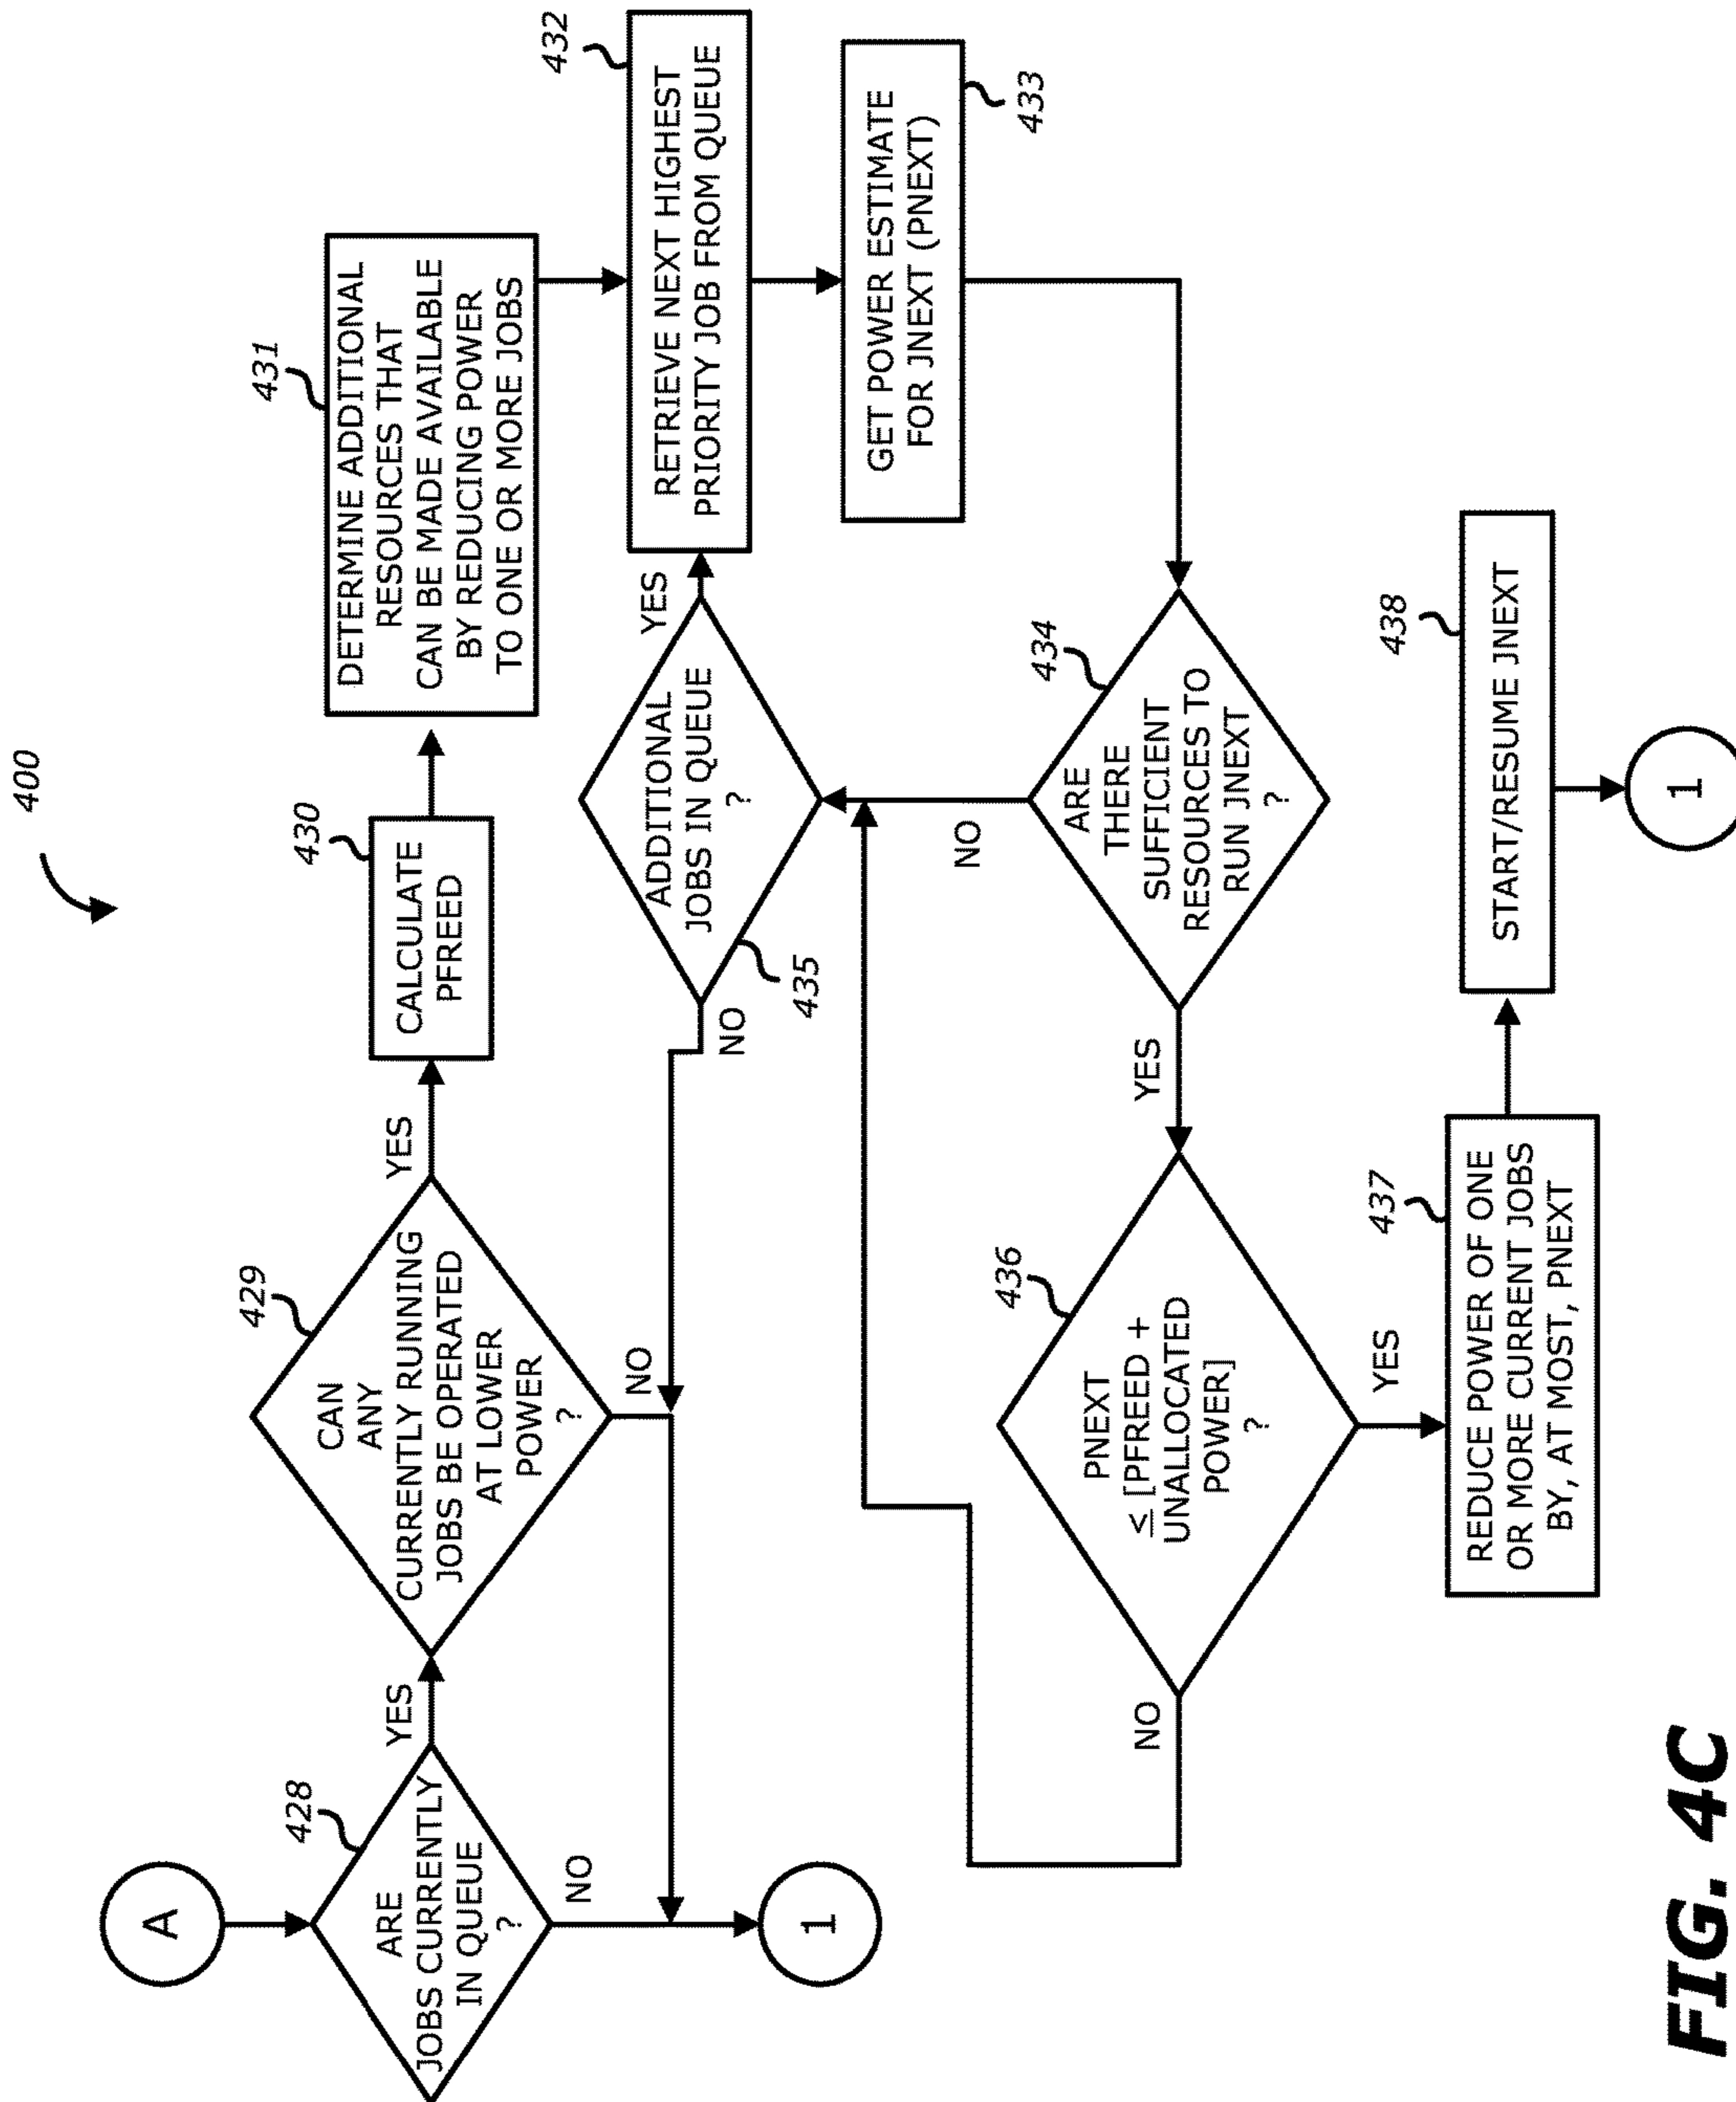 400
A
ARE
JOBS CURRENTLY
IN QUEUE
?
428
YES
NO
1
CAN
ANY
CURRENTLY RUNNING
JOBS BE OPERATED
AT LOWER
POWER
?
429
YES
NO
CALCULATE
PFREED
430
DETERMINE ADDITIONAL
RESOURCES THAT
CAN BE MADE AVAILABLE
BY REDUCING POWER
TO ONE OR MORE JOBS
431
RETRIEVE NEXT HIGHEST
PRIORITY JOB FROM QUEUE
432
GET POWER ESTIMATE
FOR JNEXT (PNEXT)
433
ADDITIONAL
JOBS IN QUEUE
?
435
YES
NO
ARE
THERE
SUFFICIENT
RESOURCES TO
RUN JNEXT
?
434
NO
YES
PNEXT
≤ [PFREED +
UNALLOCATED
POWER]
?
436
NO
YES
REDUCE POWER OF ONE
OR MORE CURRENT JOBS
BY, AT MOST, PNEXT
437
START/RESUME JNEXT
438
1
FIG. 4C